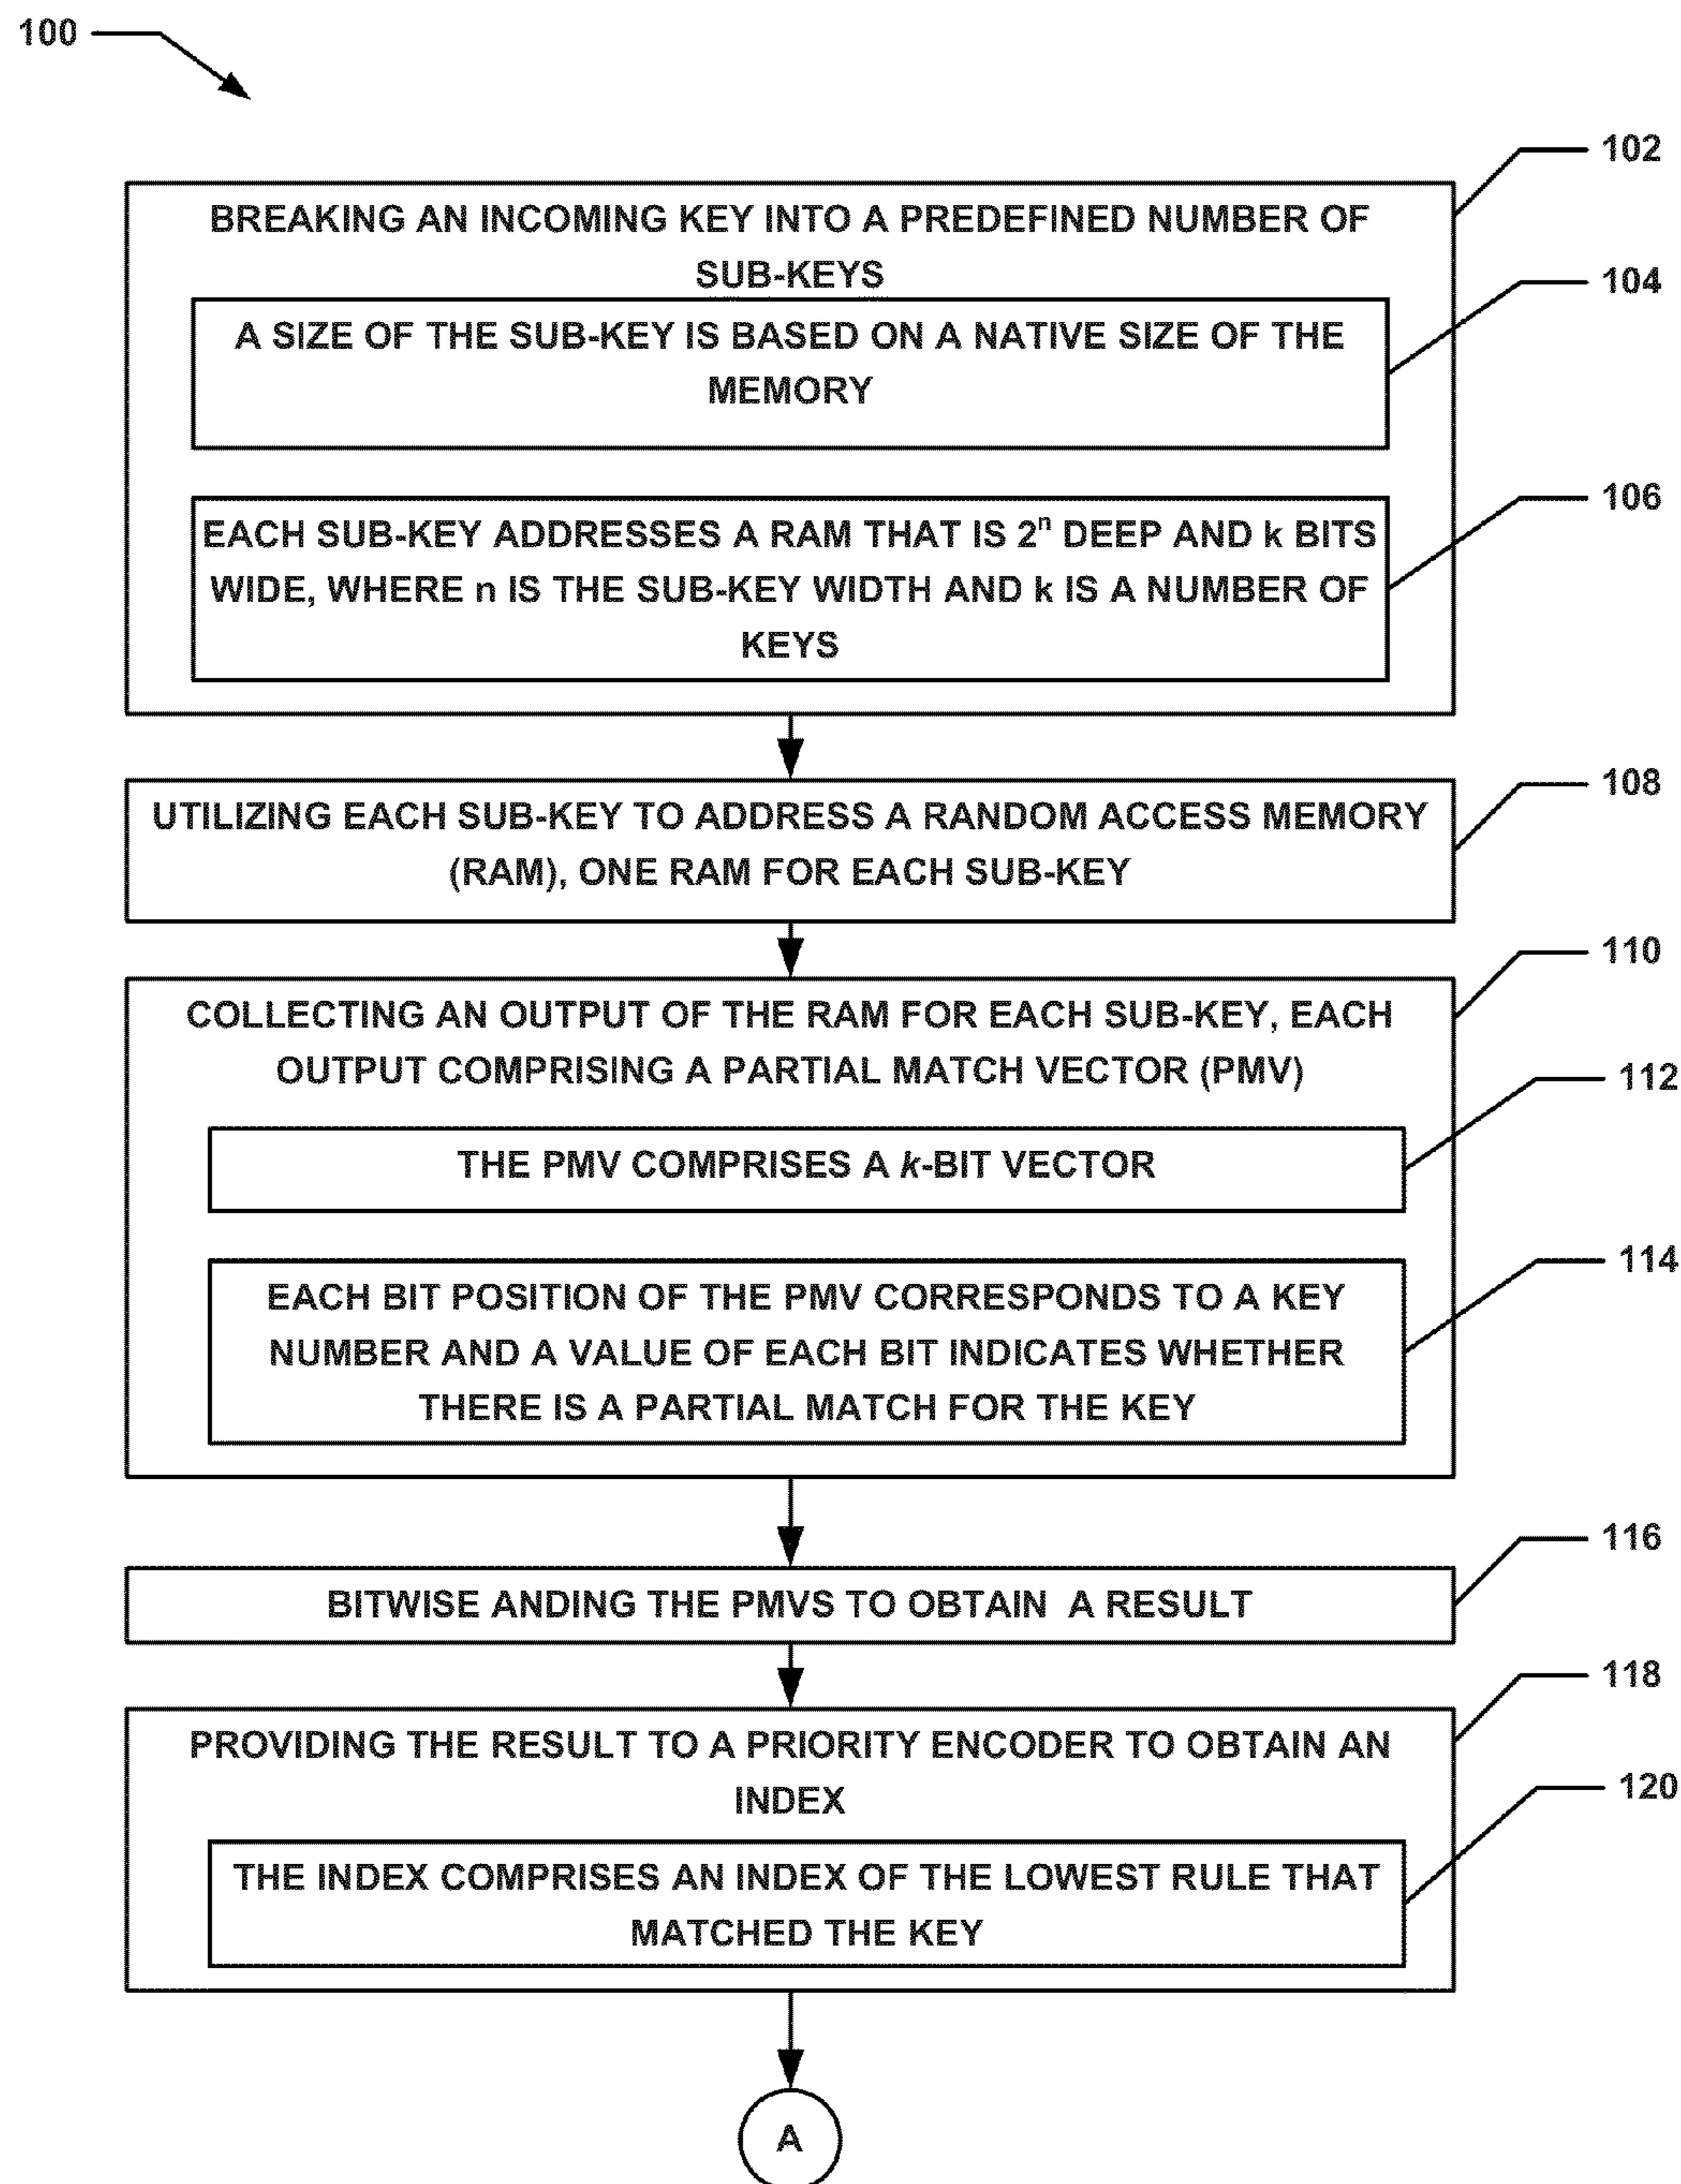 100
102
BREAKING AN INCOMING KEY INTO A PREDEFINED NUMBER OF
SUB-KEYS
104
A SIZE OF THE SUB-KEY IS BASED ON A NATIVE SIZE OF THE
MEMORY
106
EACH SUB-KEY ADDRESSES A RAM THAT IS 2ⁿ DEEP AND k BITS
WIDE, WHERE n IS THE SUB-KEY WIDTH AND k IS A NUMBER OF
KEYS
108
UTILIZING EACH SUB-KEY TO ADDRESS A RANDOM ACCESS MEMORY
(RAM), ONE RAM FOR EACH SUB-KEY
110
COLLECTING AN OUTPUT OF THE RAM FOR EACH SUB-KEY, EACH
OUTPUT COMPRISING A PARTIAL MATCH VECTOR (PMV)
112
THE PMV COMPRISES A k-BIT VECTOR
114
EACH BIT POSITION OF THE PMV CORRESPONDS TO A KEY
NUMBER AND A VALUE OF EACH BIT INDICATES WHETHER
THERE IS A PARTIAL MATCH FOR THE KEY
116
BITWISE ANDING THE PMVS TO OBTAIN A RESULT
118
PROVIDING THE RESULT TO A PRIORITY ENCODER TO OBTAIN AN
INDEX
120
THE INDEX COMPRISES AN INDEX OF THE LOWEST RULE THAT
MATCHED THE KEY
A